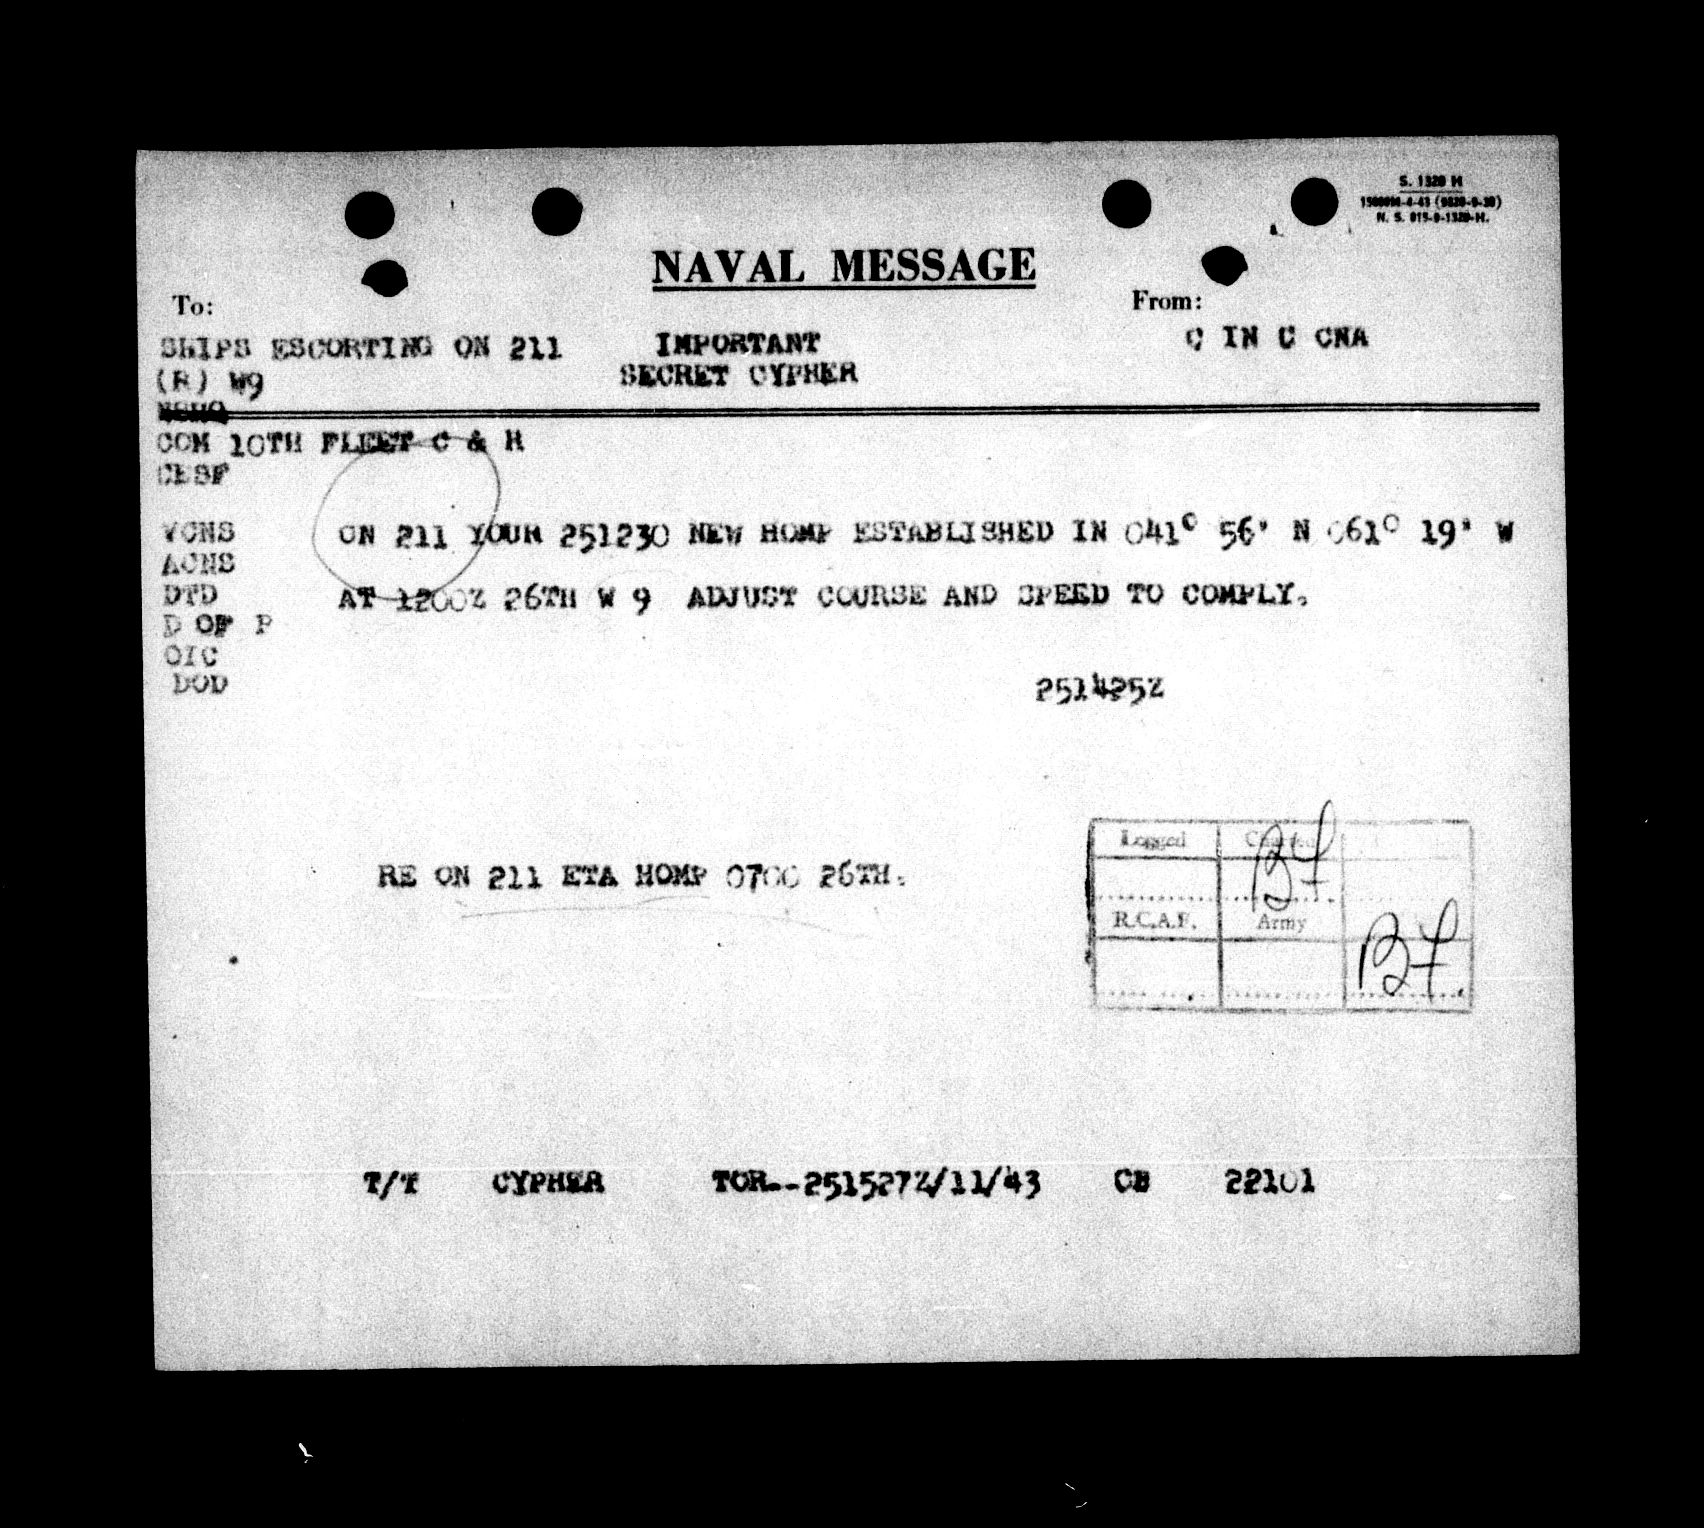 S. 1320 H
NAVAL MESSAGE
To:
From:
SHIPS ESCORTING ON 211
IMPORTANT
C IN C CNA
(R) W9
SECRET CYPHER
COM 10TH FLEET C & R
CESF
VCNS
ON 211 YOUR 251230 NEW HOMP ESTABLISHED IN 041° 56' N 061° 19' W
ACNS
DTD
AT 1200Z 26TH W 9 ADJUST COURSE AND SPEED TO COMPLY.
D OF P
OIC
DOD
251425Z
Logged
RE ON 211 ETA HOMP 0700 26TH.
BF
R.C.A.F.
Army
BF.
T/T CYPHER TOR--251527Z/11/43 CB 22101